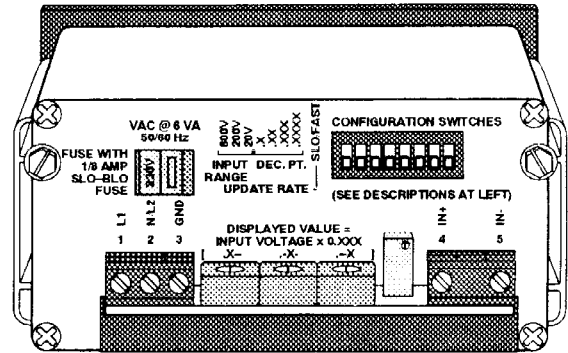 VAC @ 6 VA
50/60 Hz
FUSE WITH
1/8 AMP
SLO-BLO
FUSE
230V
600V
200V
20V
.X
.XX
.XXX
.XXXX
SLO/FAST
INPUT DEC. PT.
RANGE
UPDATE RATE
CONFIGURATION SWITCHES
(SEE DESCRIPTIONS AT LEFT)
L1
N/L2
GND
1 2 3
DISPLAYED VALUE =
INPUT VOLTAGE x 0.XXX
.X-- .-X- .--X
IN+
IN-
4 5